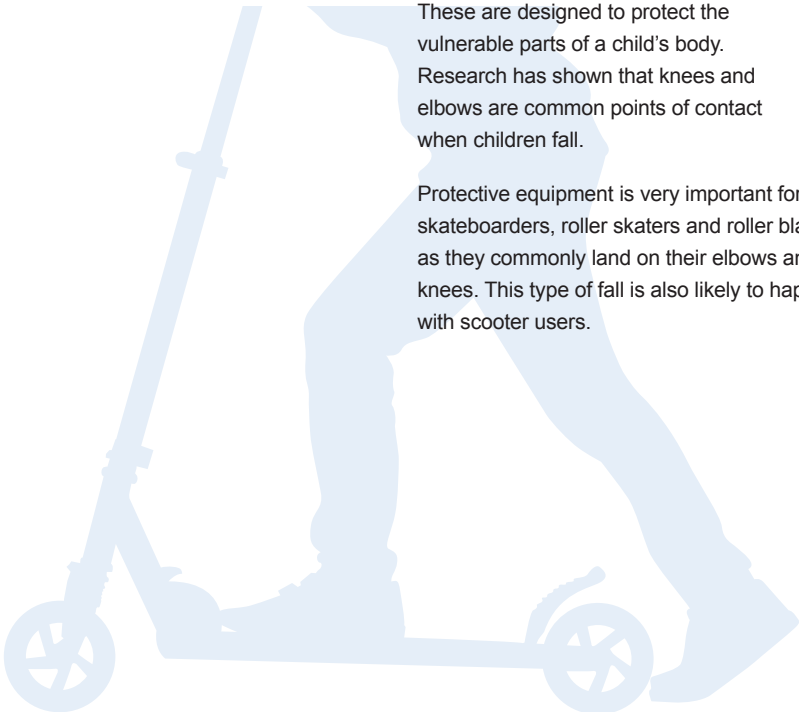 These are designed to protect the
vulnerable parts of a child’s body.
Research has shown that knees and
elbows are common points of contact
when children fall.
Protective equipment is very important for
skateboarders, roller skaters and roller
as they commonly land on their elbows
knees. This type of fall is also likely to
with scooter users.